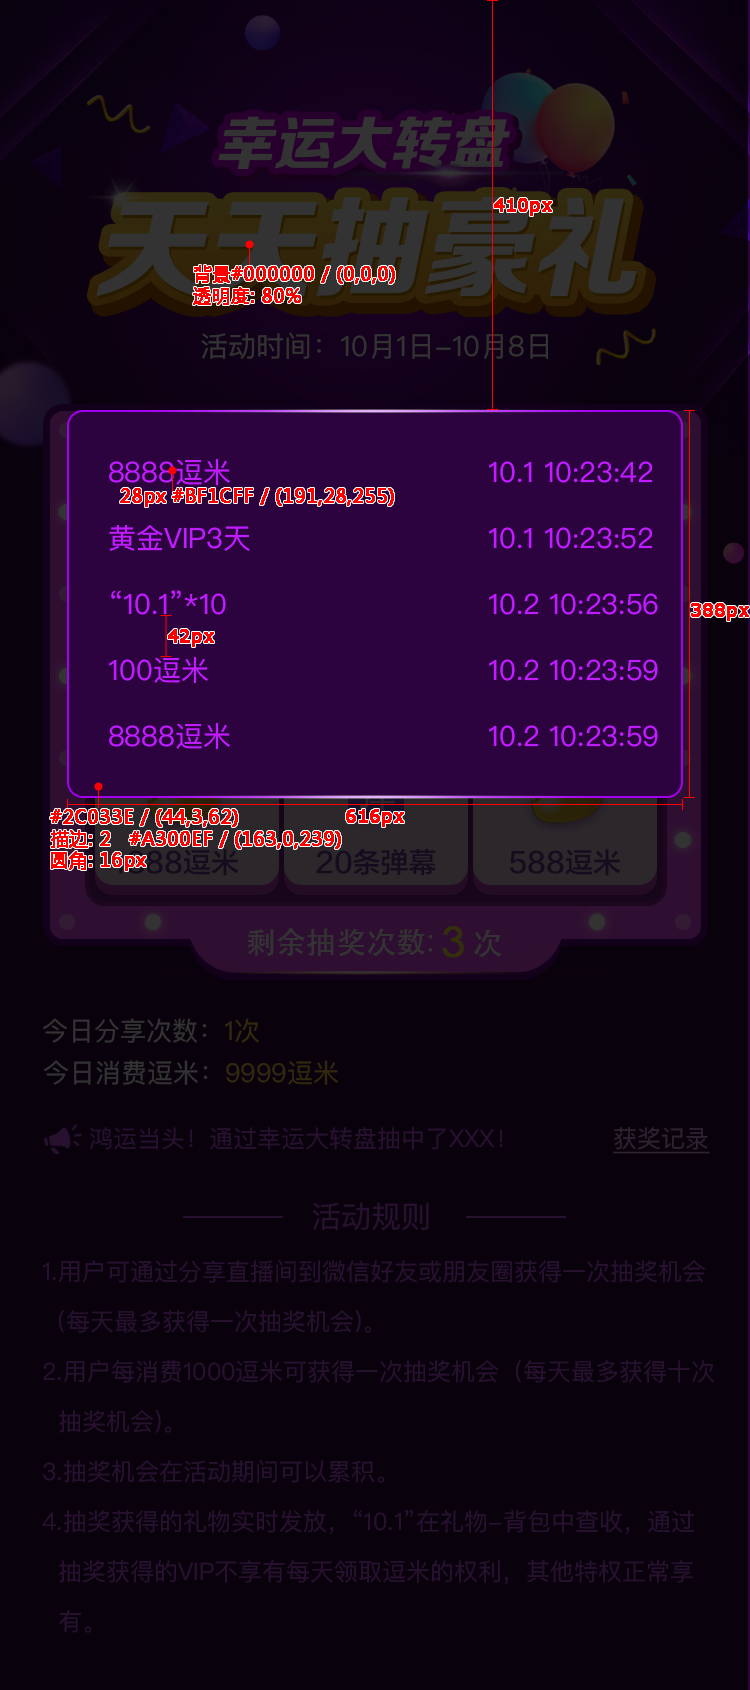 幸运大转盘
410px
天天抽豪礼
背景#000000 / (0,0,0)
透明度: 80%
活动时间：10月1日-10月8日
8888逗米 10.1 10:23:42
28px #BF1CFF / (191,28,255)
黄金VIP3天 10.1 10:23:52
“10.1”*10 10.2 10:23:56
388px
42px
100逗米 10.2 10:23:59
8888逗米 10.2 10:23:59
#2C033E / (44,3,62)
616px
描边: 2 #A300EF / (163,0,239)
圆角: 16px
888逗米 20条弹幕 588逗米
剩余抽奖次数: 3 次
今日分享次数：1次
今日消费逗米：9999逗米
鸿运当头！通过幸运大转盘抽中了XXX！ 获奖记录
活动规则
1.用户可通过分享直播间到微信好友或朋友圈获得一次抽奖机会
(每天最多获得一次抽奖机会)。
2.用户每消费1000逗米可获得一次抽奖机会（每天最多获得十次
抽奖机会)。
3.抽奖机会在活动期间可以累积。
4.抽奖获得的礼物实时发放，“10.1”在礼物-背包中查收，通过
抽奖获得的VIP不享有每天领取逗米的权利，其他特权正常享
有。